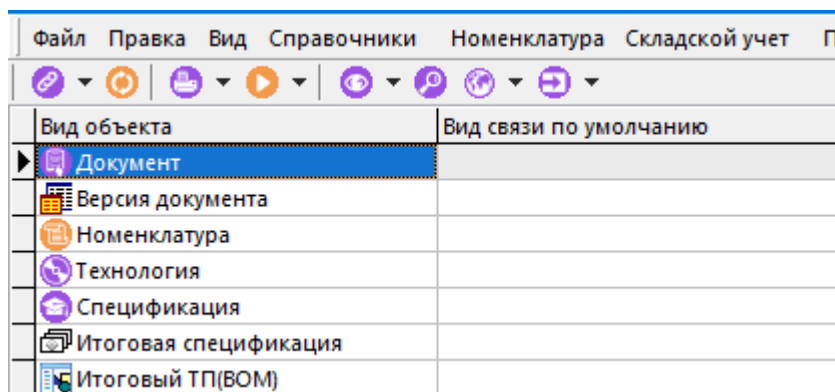 Файл Правка Вид Справочники Номенклатура Складской учет
Вид объекта Вид связи по умолчанию
Документ
Версия документа
Номенклатура
Технология
Спецификация
Итоговая спецификация
Итоговый ТП(BOM)